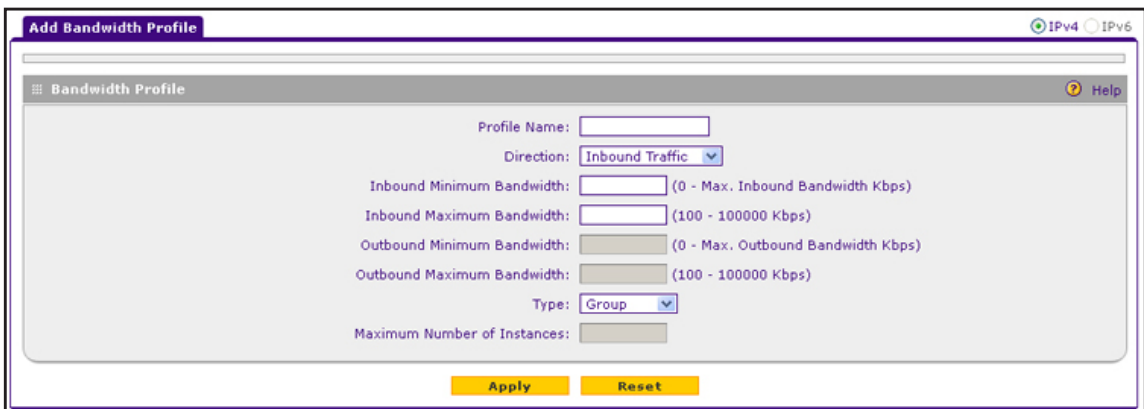 Add Bandwidth Profile
IPv4 IPv6
Bandwidth Profile
Help
Profile Name:
Direction: Inbound Traffic
Inbound Minimum Bandwidth: (0 - Max. Inbound Bandwidth Kbps)
Inbound Maximum Bandwidth: (100 - 100000 Kbps)
Outbound Minimum Bandwidth: (0 - Max. Outbound Bandwidth Kbps)
Outbound Maximum Bandwidth: (100 - 100000 Kbps)
Type: Group
Maximum Number of Instances:
Apply Reset